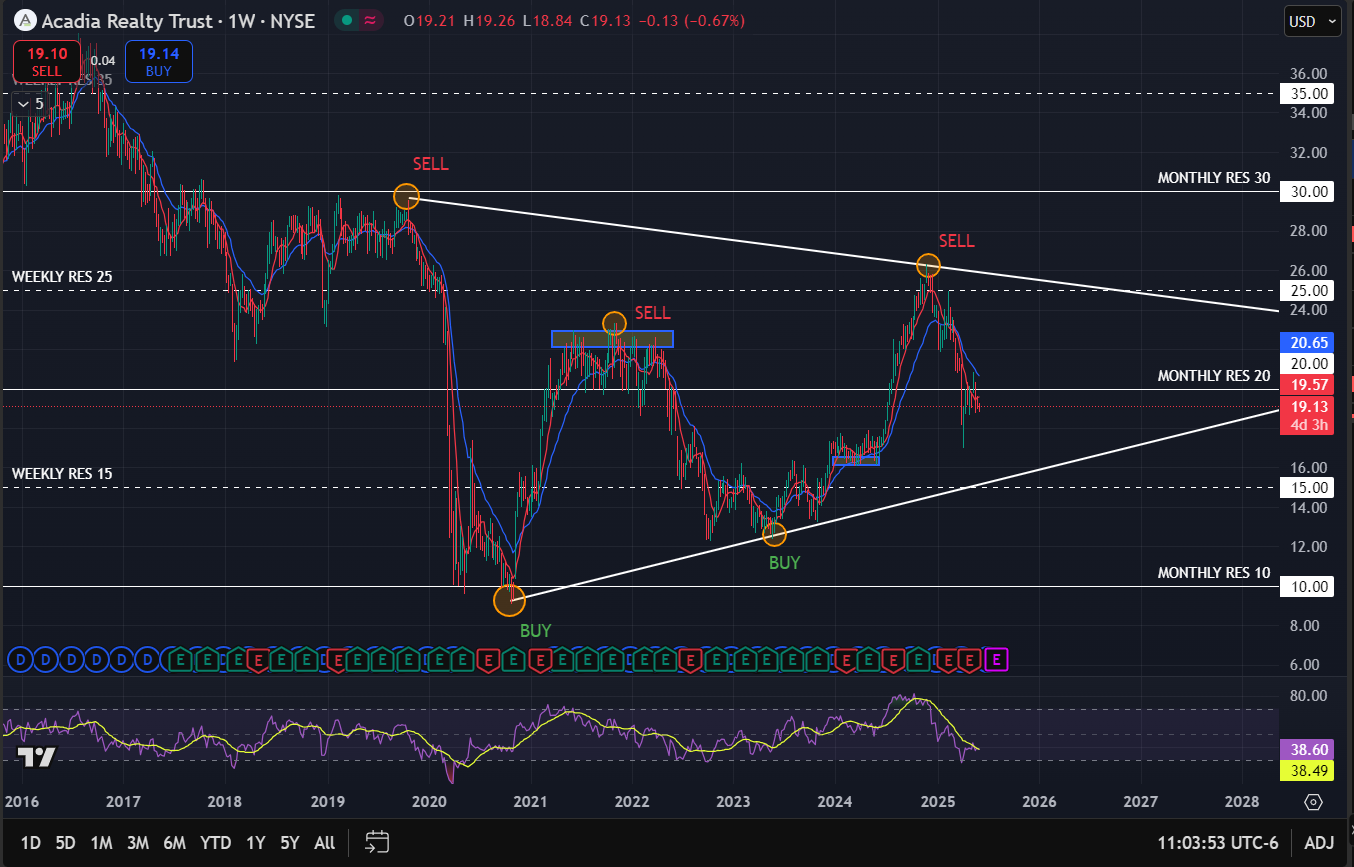 Acadia Realty Trust · 1W · NYSE O19.21 H19.26 L18.84 C19.13 −0.13 (−0.67%)
USD
19.10 SELL
0.04
19.14 BUY
WEEKLY RES 35
5
36.00
35.00
34.00
32.00
SELL
MONTHLY RES 30
30.00
28.00
SELL
26.00
WEEKLY RES 25
25.00
24.00
SELL
20.65
20.00
MONTHLY RES 20
19.57
19.13
4d 3h
16.00
WEEKLY RES 15
15.00
14.00
12.00
BUY
MONTHLY RES 10
10.00
8.00
BUY
D D D D D D E E E E E E E E E E E E E E E E E E E E E E E E E E E E E E E E E
6.00
80.00
38.60
38.49
2016 2017 2018 2019 2020 2021 2022 2023 2024 2025 2026 2027 2028
1D 5D 1M 3M 6M YTD 1Y 5Y All
11:03:53 UTC-6 ADJ